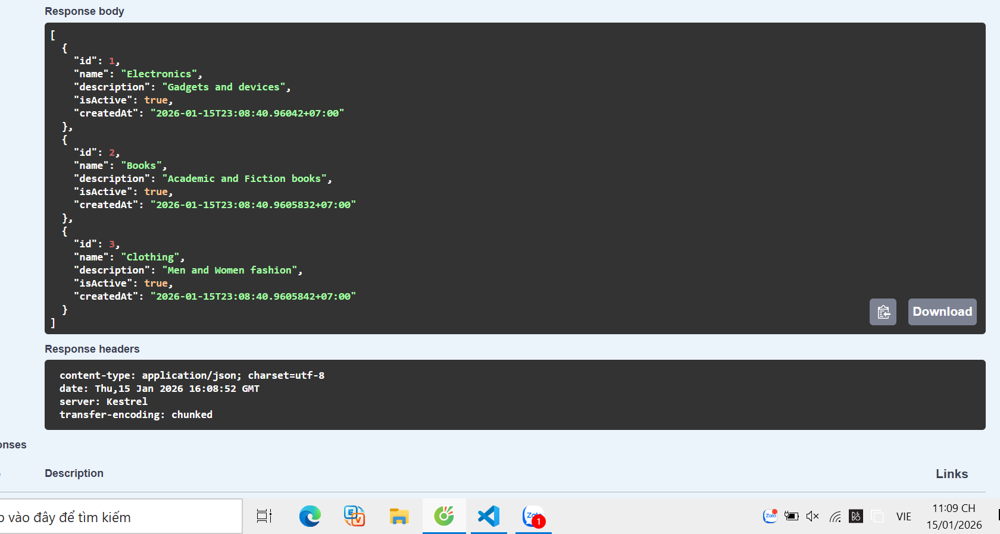 Response body
[
  {
    "id": 1,
    "name": "Electronics",
    "description": "Gadgets and devices",
    "isActive": true,
    "createdAt": "2026-01-15T23:08:40.96042+07:00"
  },
  {
    "id": 2,
    "name": "Books",
    "description": "Academic and Fiction books",
    "isActive": true,
    "createdAt": "2026-01-15T23:08:40.9605832+07:00"
  },
  {
    "id": 3,
    "name": "Clothing",
    "description": "Men and Women fashion",
    "isActive": true,
    "createdAt": "2026-01-15T23:08:40.9605842+07:00"
  }
]
Download
Response headers
content-type: application/json; charset=utf-8
date: Thu,15 Jan 2026 16:08:52 GMT
server: Kestrel
transfer-encoding: chunked
onses
Description
Links
vào đây để tìm kiếm
1
Zalo
VIE
11:09 CH
15/01/2026